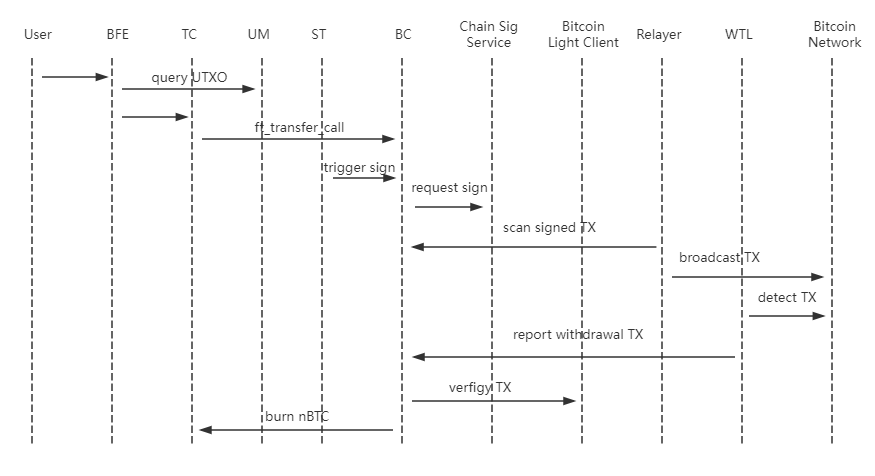 User
BFE
TC
UM
ST
BC
Chain Sig
Service
Bitcoin
Light Client
Relayer
WTL
Bitcoin
Network
query UTXO
ft_transfer_call
trigger sign
request sign
scan signed TX
broadcast TX
detect TX
report withdrawal TX
verfigy TX
burn nBTC